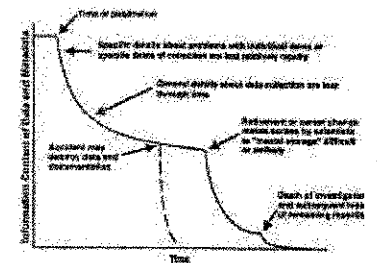 Time of publication
Specific details about problems with individual items or
specific dates of collection are lost relatively rapidly
General details about data collection are lost
through time
Retirement or career change
makes access by scientists
to "mental storage" difficult
or unlikely
Accident may
destroy data and
documentation
Death of investigator
and subsequent loss
of remaining records
Information Content of Data and Metadata
Time